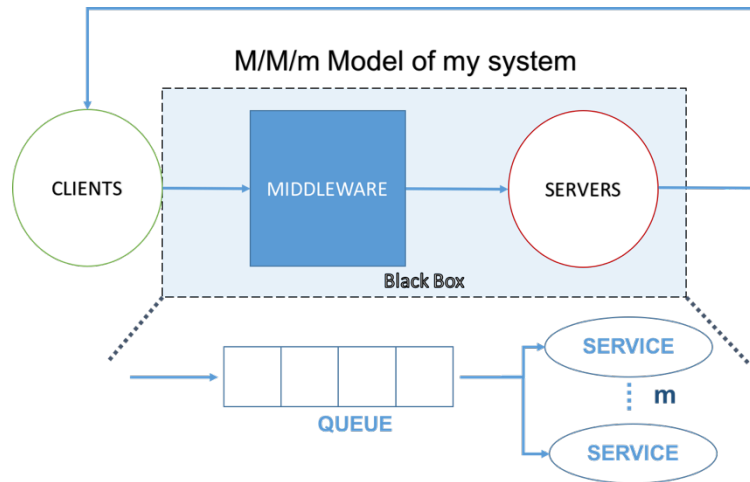 M/M/m Model of my system
CLIENTS
MIDDLEWARE
SERVERS
Black Box
SERVICE
m
QUEUE
SERVICE